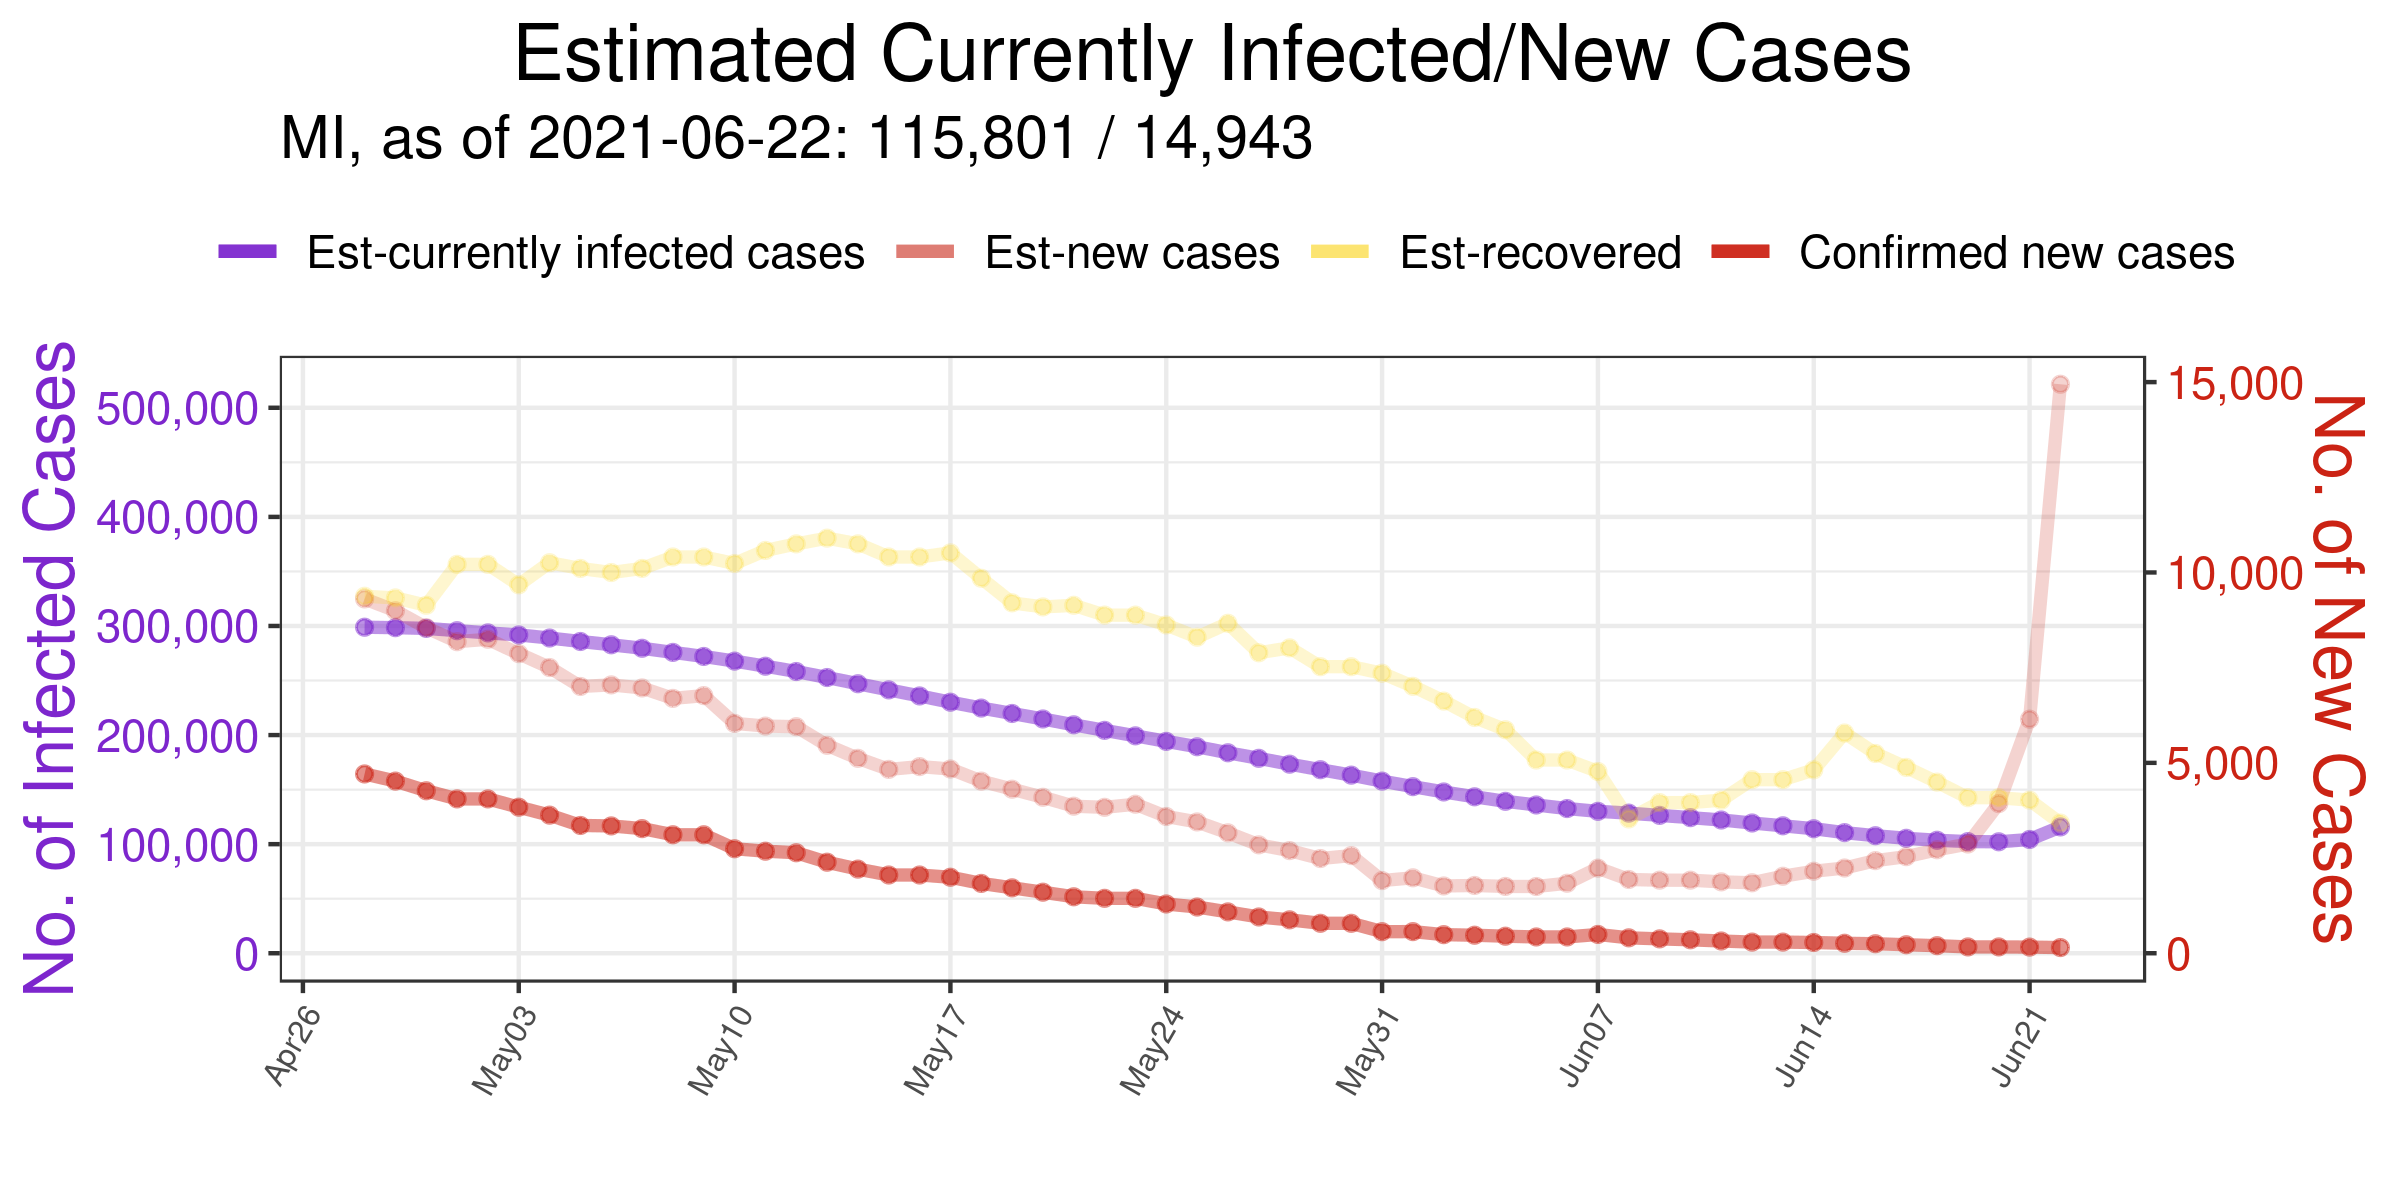 Estimated Currently Infected/New Cases
MI, as of 2021-06-22: 115,801 / 14,943
Est-currently infected cases Est-new cases Est-recovered Confirmed new cases
No. of Infected Cases
500,000
400,000
300,000
200,000
100,000
0
15,000
10,000
5,000
0
No. of New Cases
Apr26 May03 May10 May17 May24 May31 Jun07 Jun14 Jun21